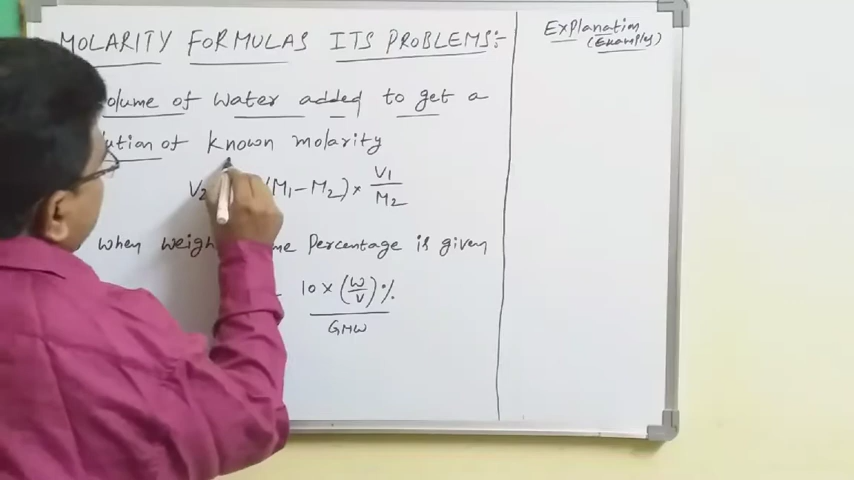 MOLARITY FORMULAS ITS PROBLEMS:-
Explanation
(Examples)
olume of water added to get a
ution of known molarity
V2 (M1-M2) × V1/M2
when weigh me Percentage is given
10 × (W/V) %
GMW